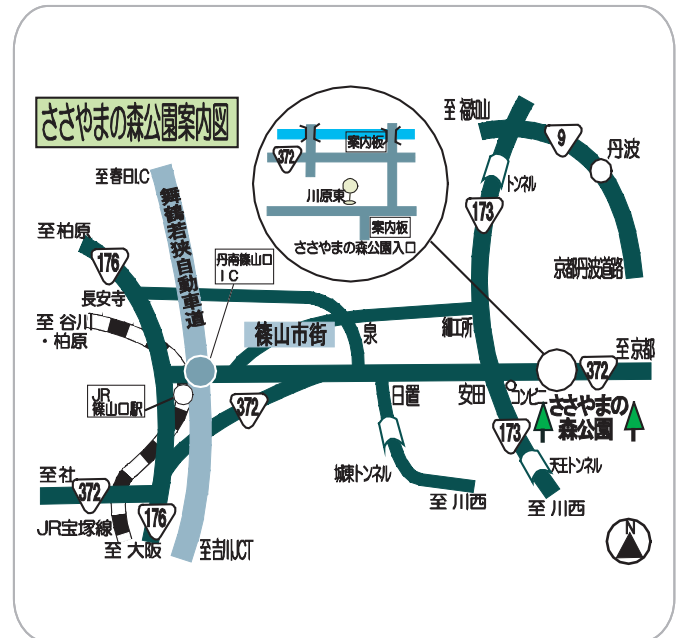 ささやまの森公園案内図
至 福知山
9
丹波
トンネル
173
京都丹波道路
案内板
372
川原東
案内板
ささやまの森公園入口
至春日I.C
舞鶴若狭自動車道
至柏原
176
丹南篠山口
IC
長安寺
至 谷川
・柏原
篠山市街
泉
細工所
至京都
372
JR
篠山口駅
372
日置
安田
コンビニ
ささやまの
森公園
173
城東トンネル
天王トンネル
至 川西
至 川西
至社
372
JR宝塚線
176
至 大阪
至吉川JCT
N